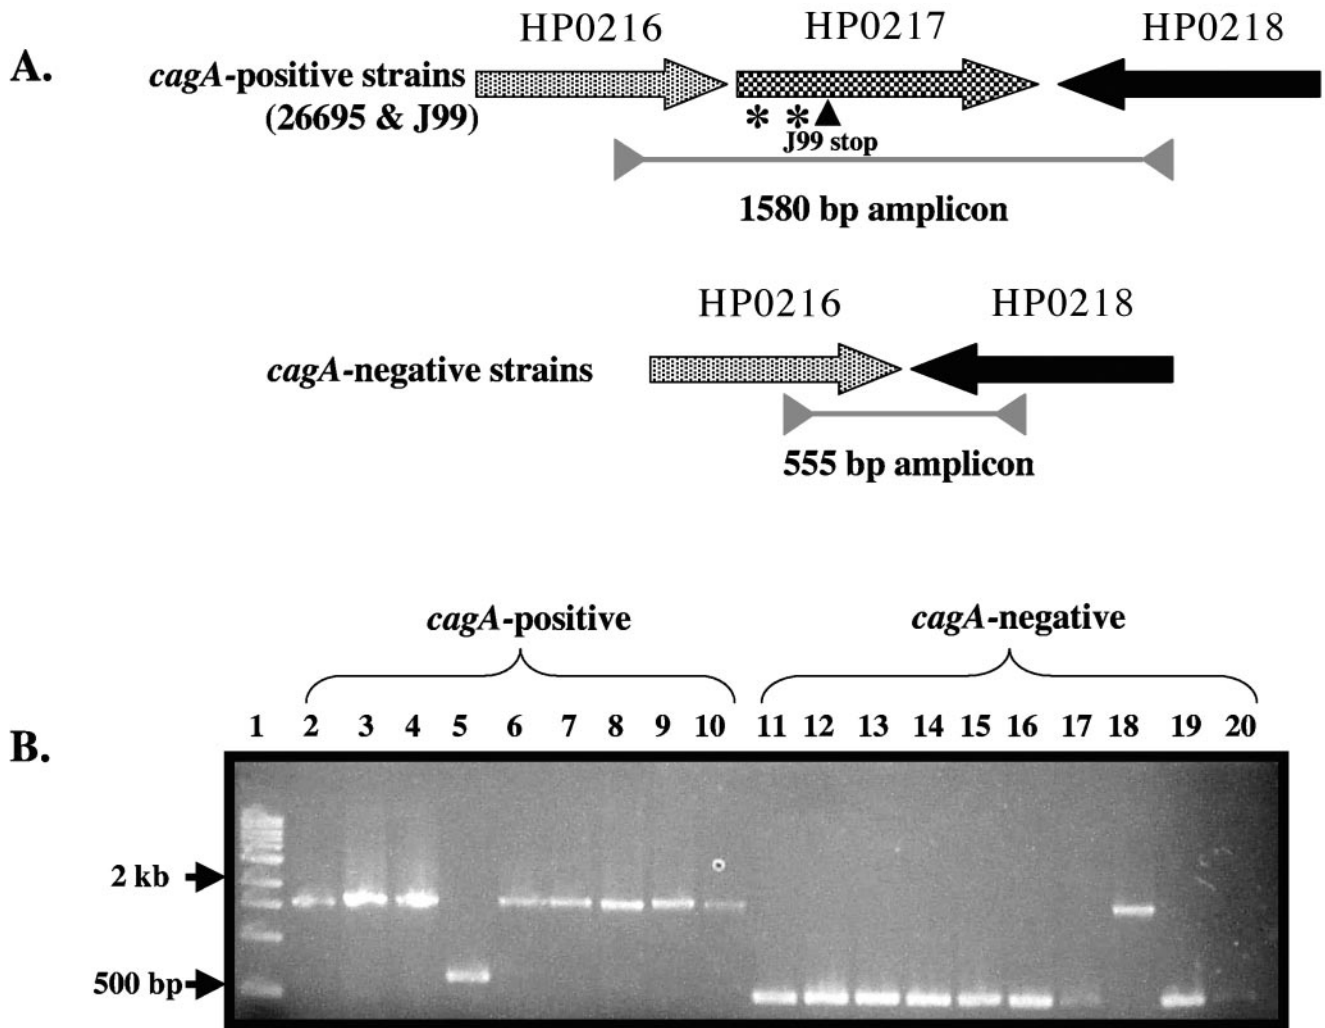 A.
HP0216 HP0217 HP0218
cagA-positive strains
(26695 & J99)
* *
J99 stop
1580 bp amplicon
HP0216 HP0218
cagA-negative strains
555 bp amplicon
cagA-positive cagA-negative
1 2 3 4 5 6 7 8 9 10 11 12 13 14 15 16 17 18 19 20
B.
2 kb
500 bp